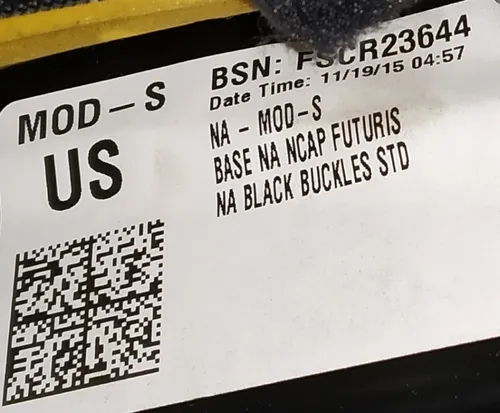 MOD-S
US
BSN: FSCR23644
Date Time: 11/19/15 04:57
NA - MOD-S
BASE NA NCAP FUTURIS
NA BLACK BUCKLES STD